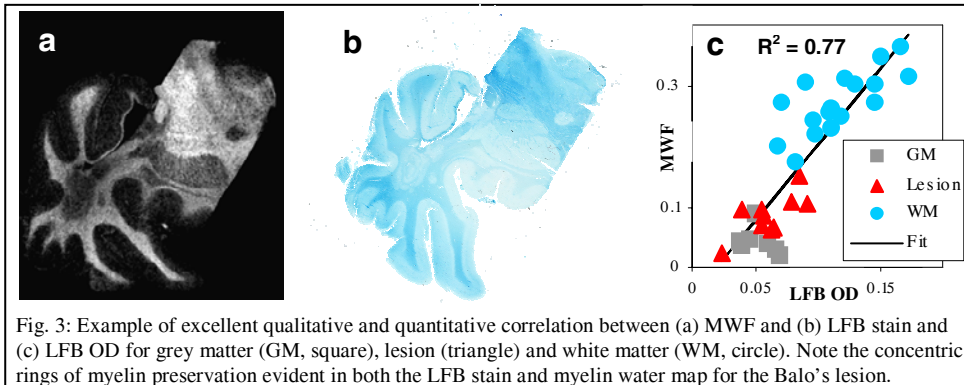 a
b
c
R² = 0.77
MWF
0.3
0.1
0
0
0.05
0.15
LFB OD
GM
Lesion
WM
Fit
Fig. 3: Example of excellent qualitative and quantitative correlation between (a) MWF and (b) LFB stain and
(c) LFB OD for grey matter (GM, square), lesion (triangle) and white matter (WM, circle). Note the concentric
rings of myelin preservation evident in both the LFB stain and myelin water map for the Balo's lesion.